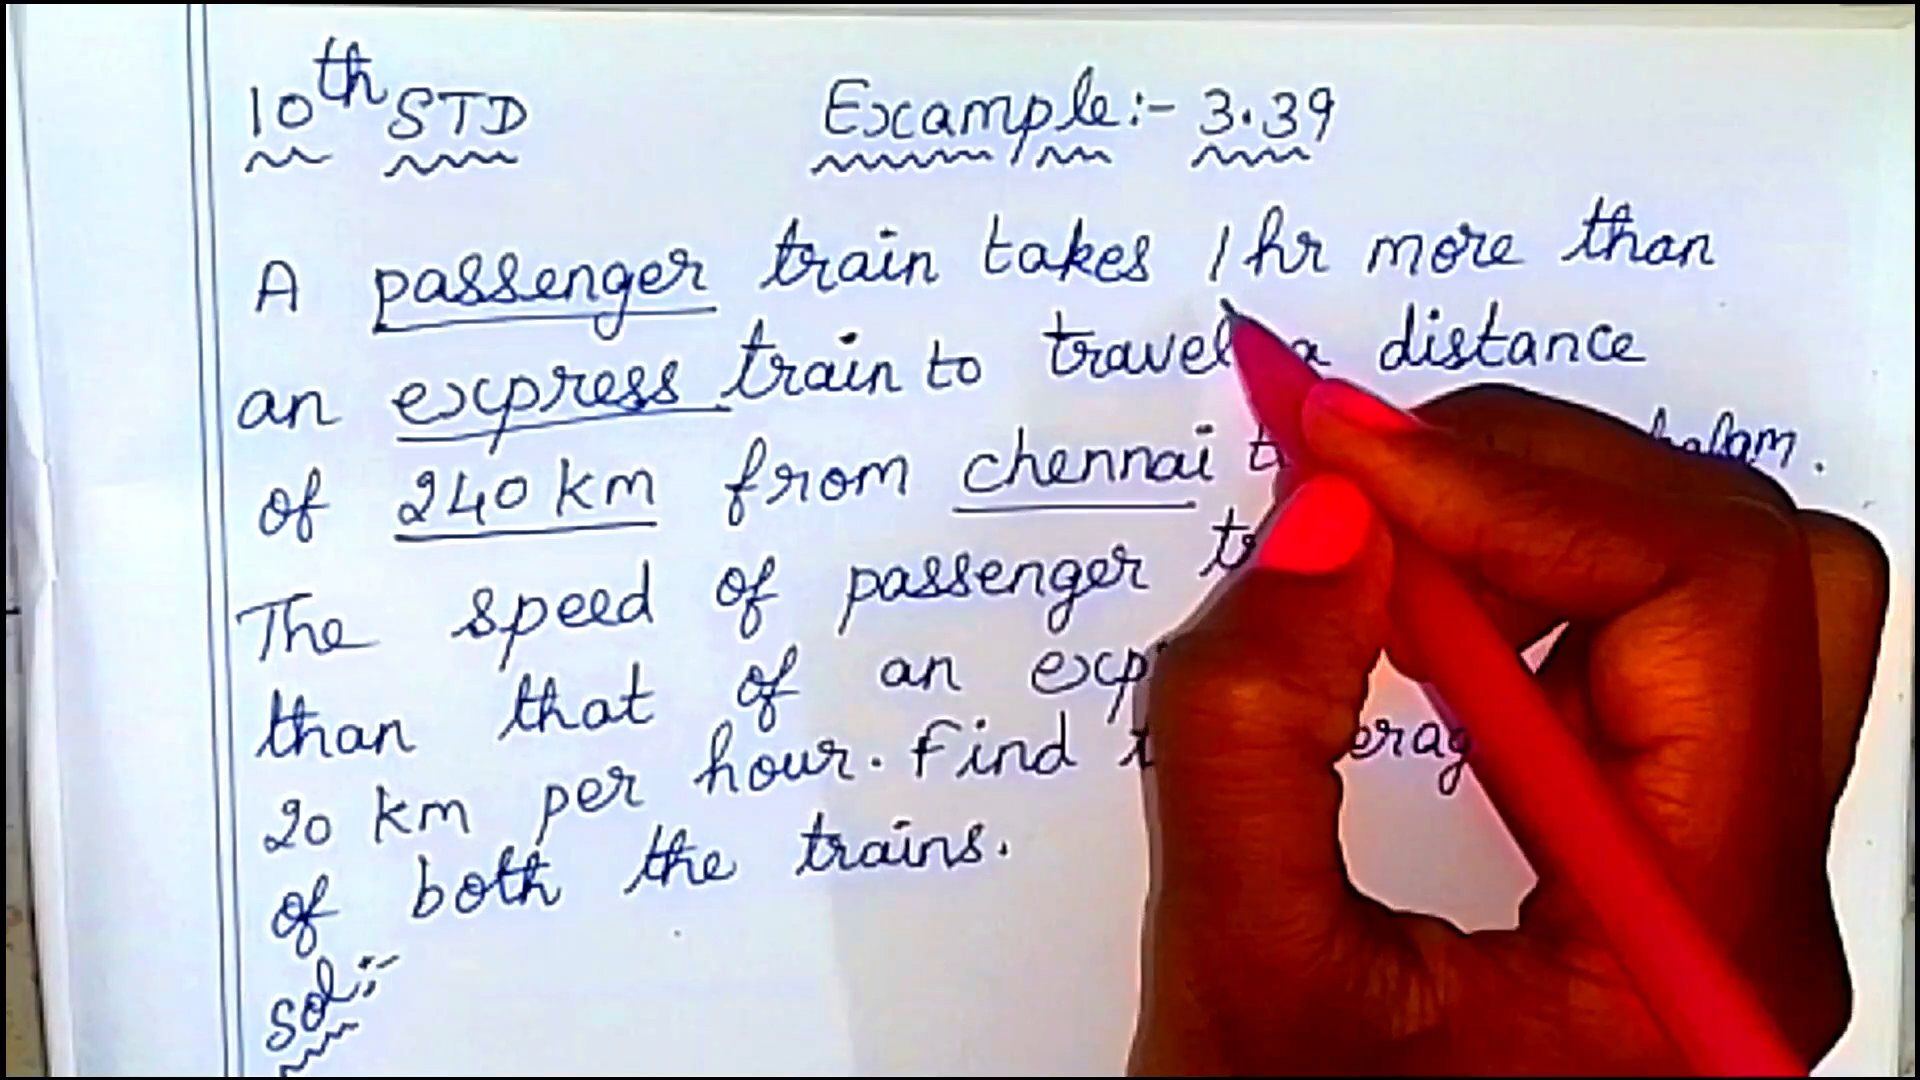 10th STD Example:- 3.39
A passenger train takes 1 hr more than
an express train to travel a distance
of 240 km from chennai
The speed of passenger
than that of an
20 km per hour. Find
of both the trains.
Sol:-